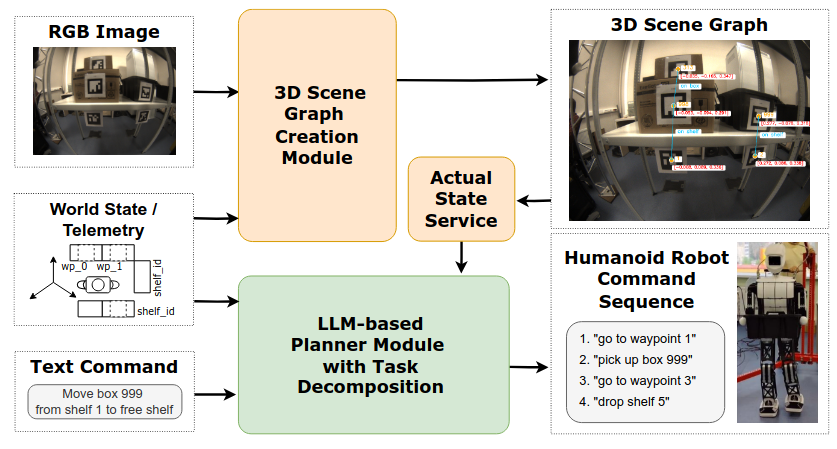 RGB Image
3D Scene
Graph
Creation
Module
3D Scene Graph
on box
on shelf
on shelf
Actual
State
Service
World State /
Telemetry
wp_0
wp_1
shelf_id
shelf_id
LLM-based
Planner Module
with Task
Decomposition
Text Command
Move box 999
from shelf 1 to free shelf
Humanoid Robot
Command
Sequence
1. "go to waypoint 1"
2. "pick up box 999"
3. "go to waypoint 3"
4. "drop shelf 5"